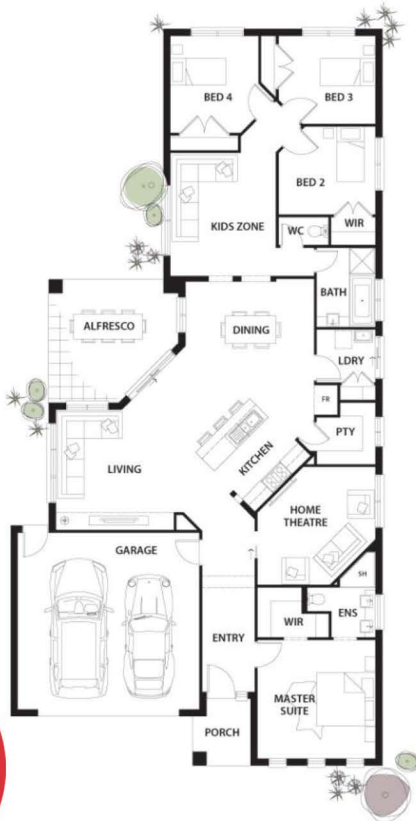 BED 4
BED 3
BED 2
KIDS ZONE
WC
WIR
BATH
ALFRESCO
DINING
LDRY
FR
PTY
KITCHEN
LIVING
HOME
THEATRE
GARAGE
SH
ENS
WIR
ENTRY
MASTER
SUITE
PORCH